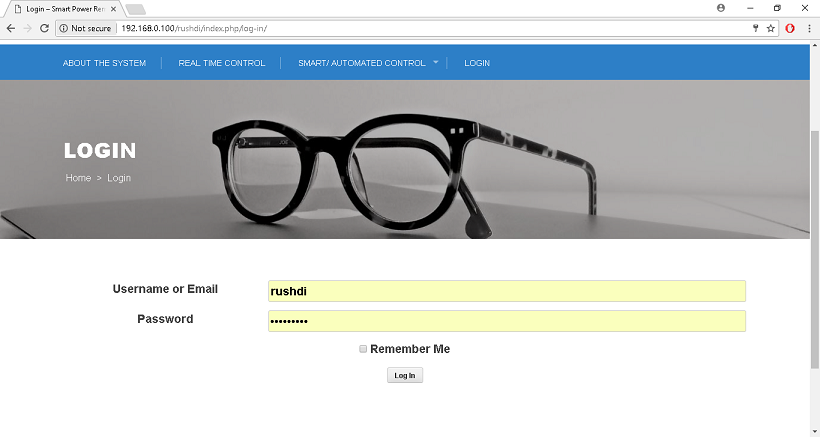 Login – Smart Power Rem
Not secure 192.168.0.100/rushdi/index.php/log-in/
ABOUT THE SYSTEM REAL TIME CONTROL SMART/ AUTOMATED CONTROL LOGIN
LOGIN
Home > Login
Username or Email rushdi
Password •••••••••
Remember Me
Log In